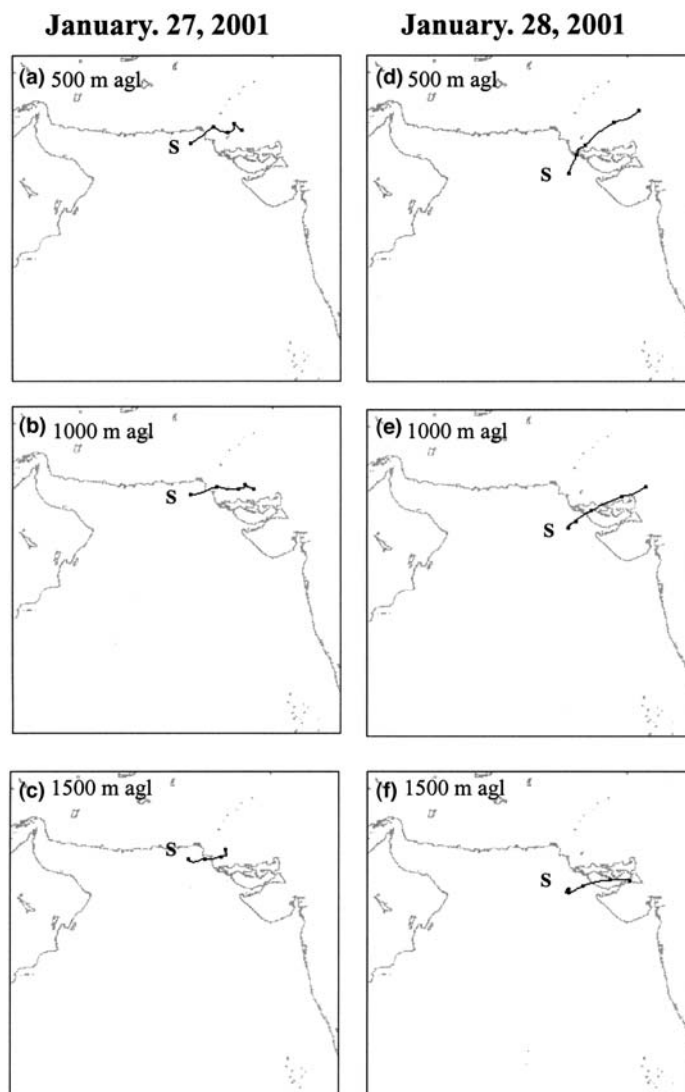 January. 27, 2001
January. 28, 2001
(a) 500 m agl
S
(d) 500 m agl
S
(b) 1000 m agl
S
(e) 1000 m agl
S
(c) 1500 m agl
S
(f) 1500 m agl
S